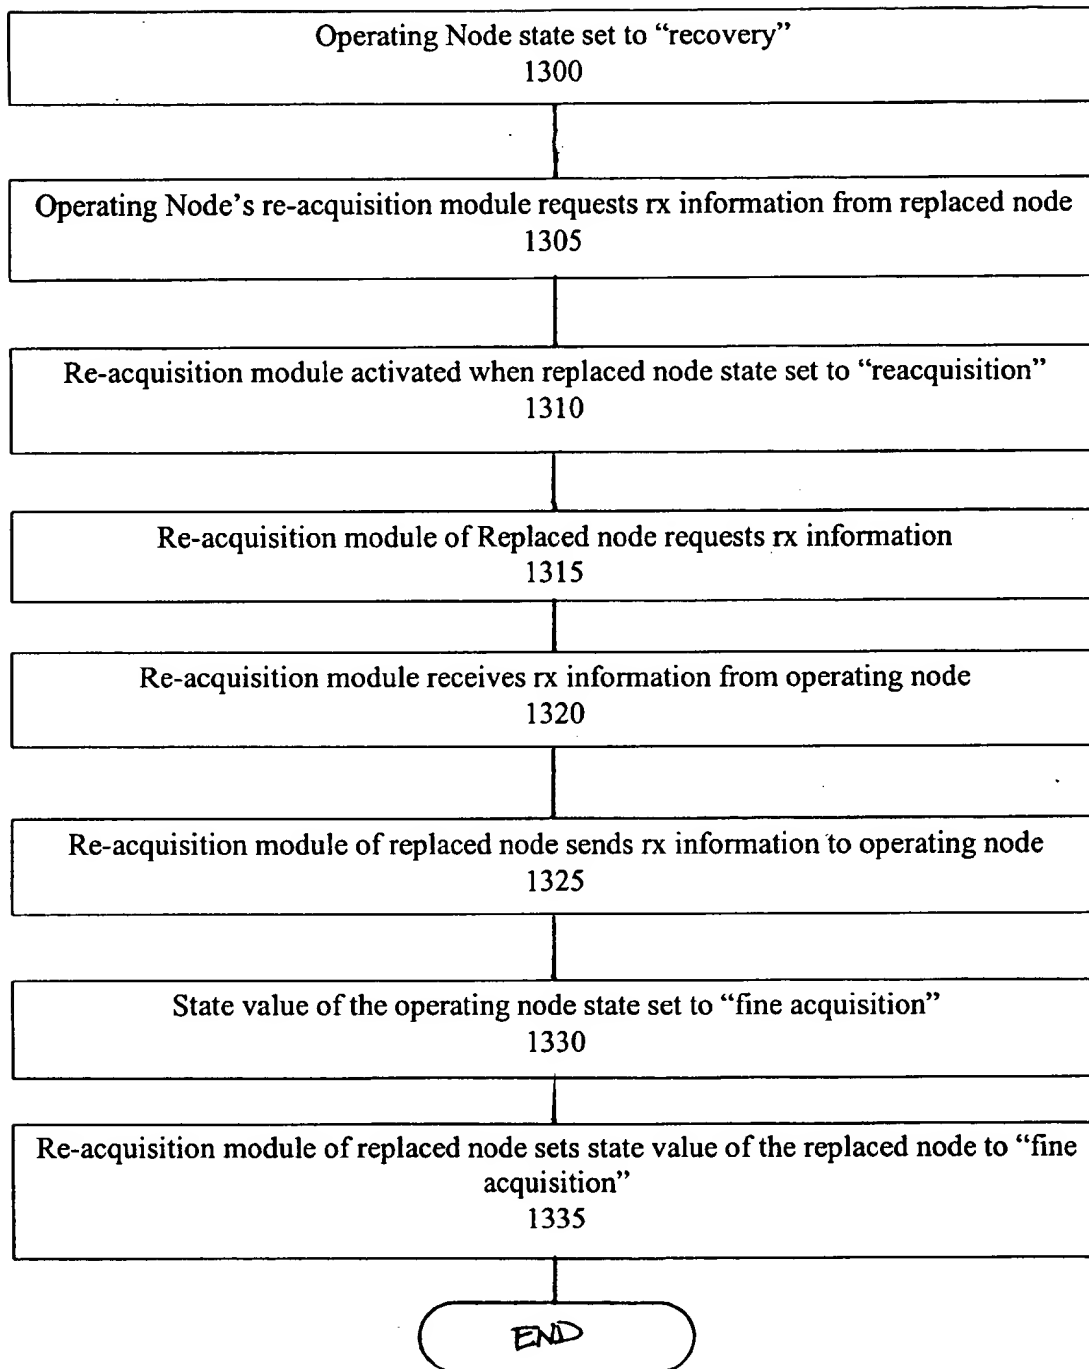 Operating Node state set to “recovery”
1300
Operating Node’s re-acquisition module requests rx information from replaced node
1305
Re-acquisition module activated when replaced node state set to “reacquisition”
1310
Re-acquisition module of Replaced node requests rx information
1315
Re-acquisition module receives rx information from operating node
1320
Re-acquisition module of replaced node sends rx information to operating node
1325
State value of the operating node state set to “fine acquisition”
1330
Re-acquisition module of replaced node sets state value of the replaced node to “fine
acquisition”
1335
END